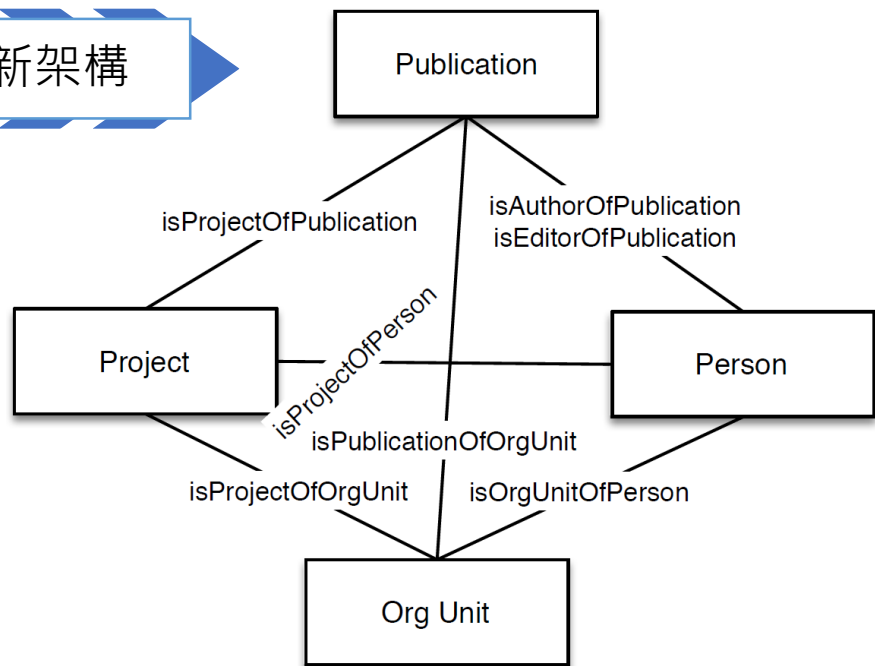 新架構
Publication
isProjectOfPublication
isAuthorOfPublication
isEditorOfPublication
isProjectOfPerson
Project
Person
isPublicationOfOrgUnit
isProjectOfOrgUnit
isOrgUnitOfPerson
Org Unit